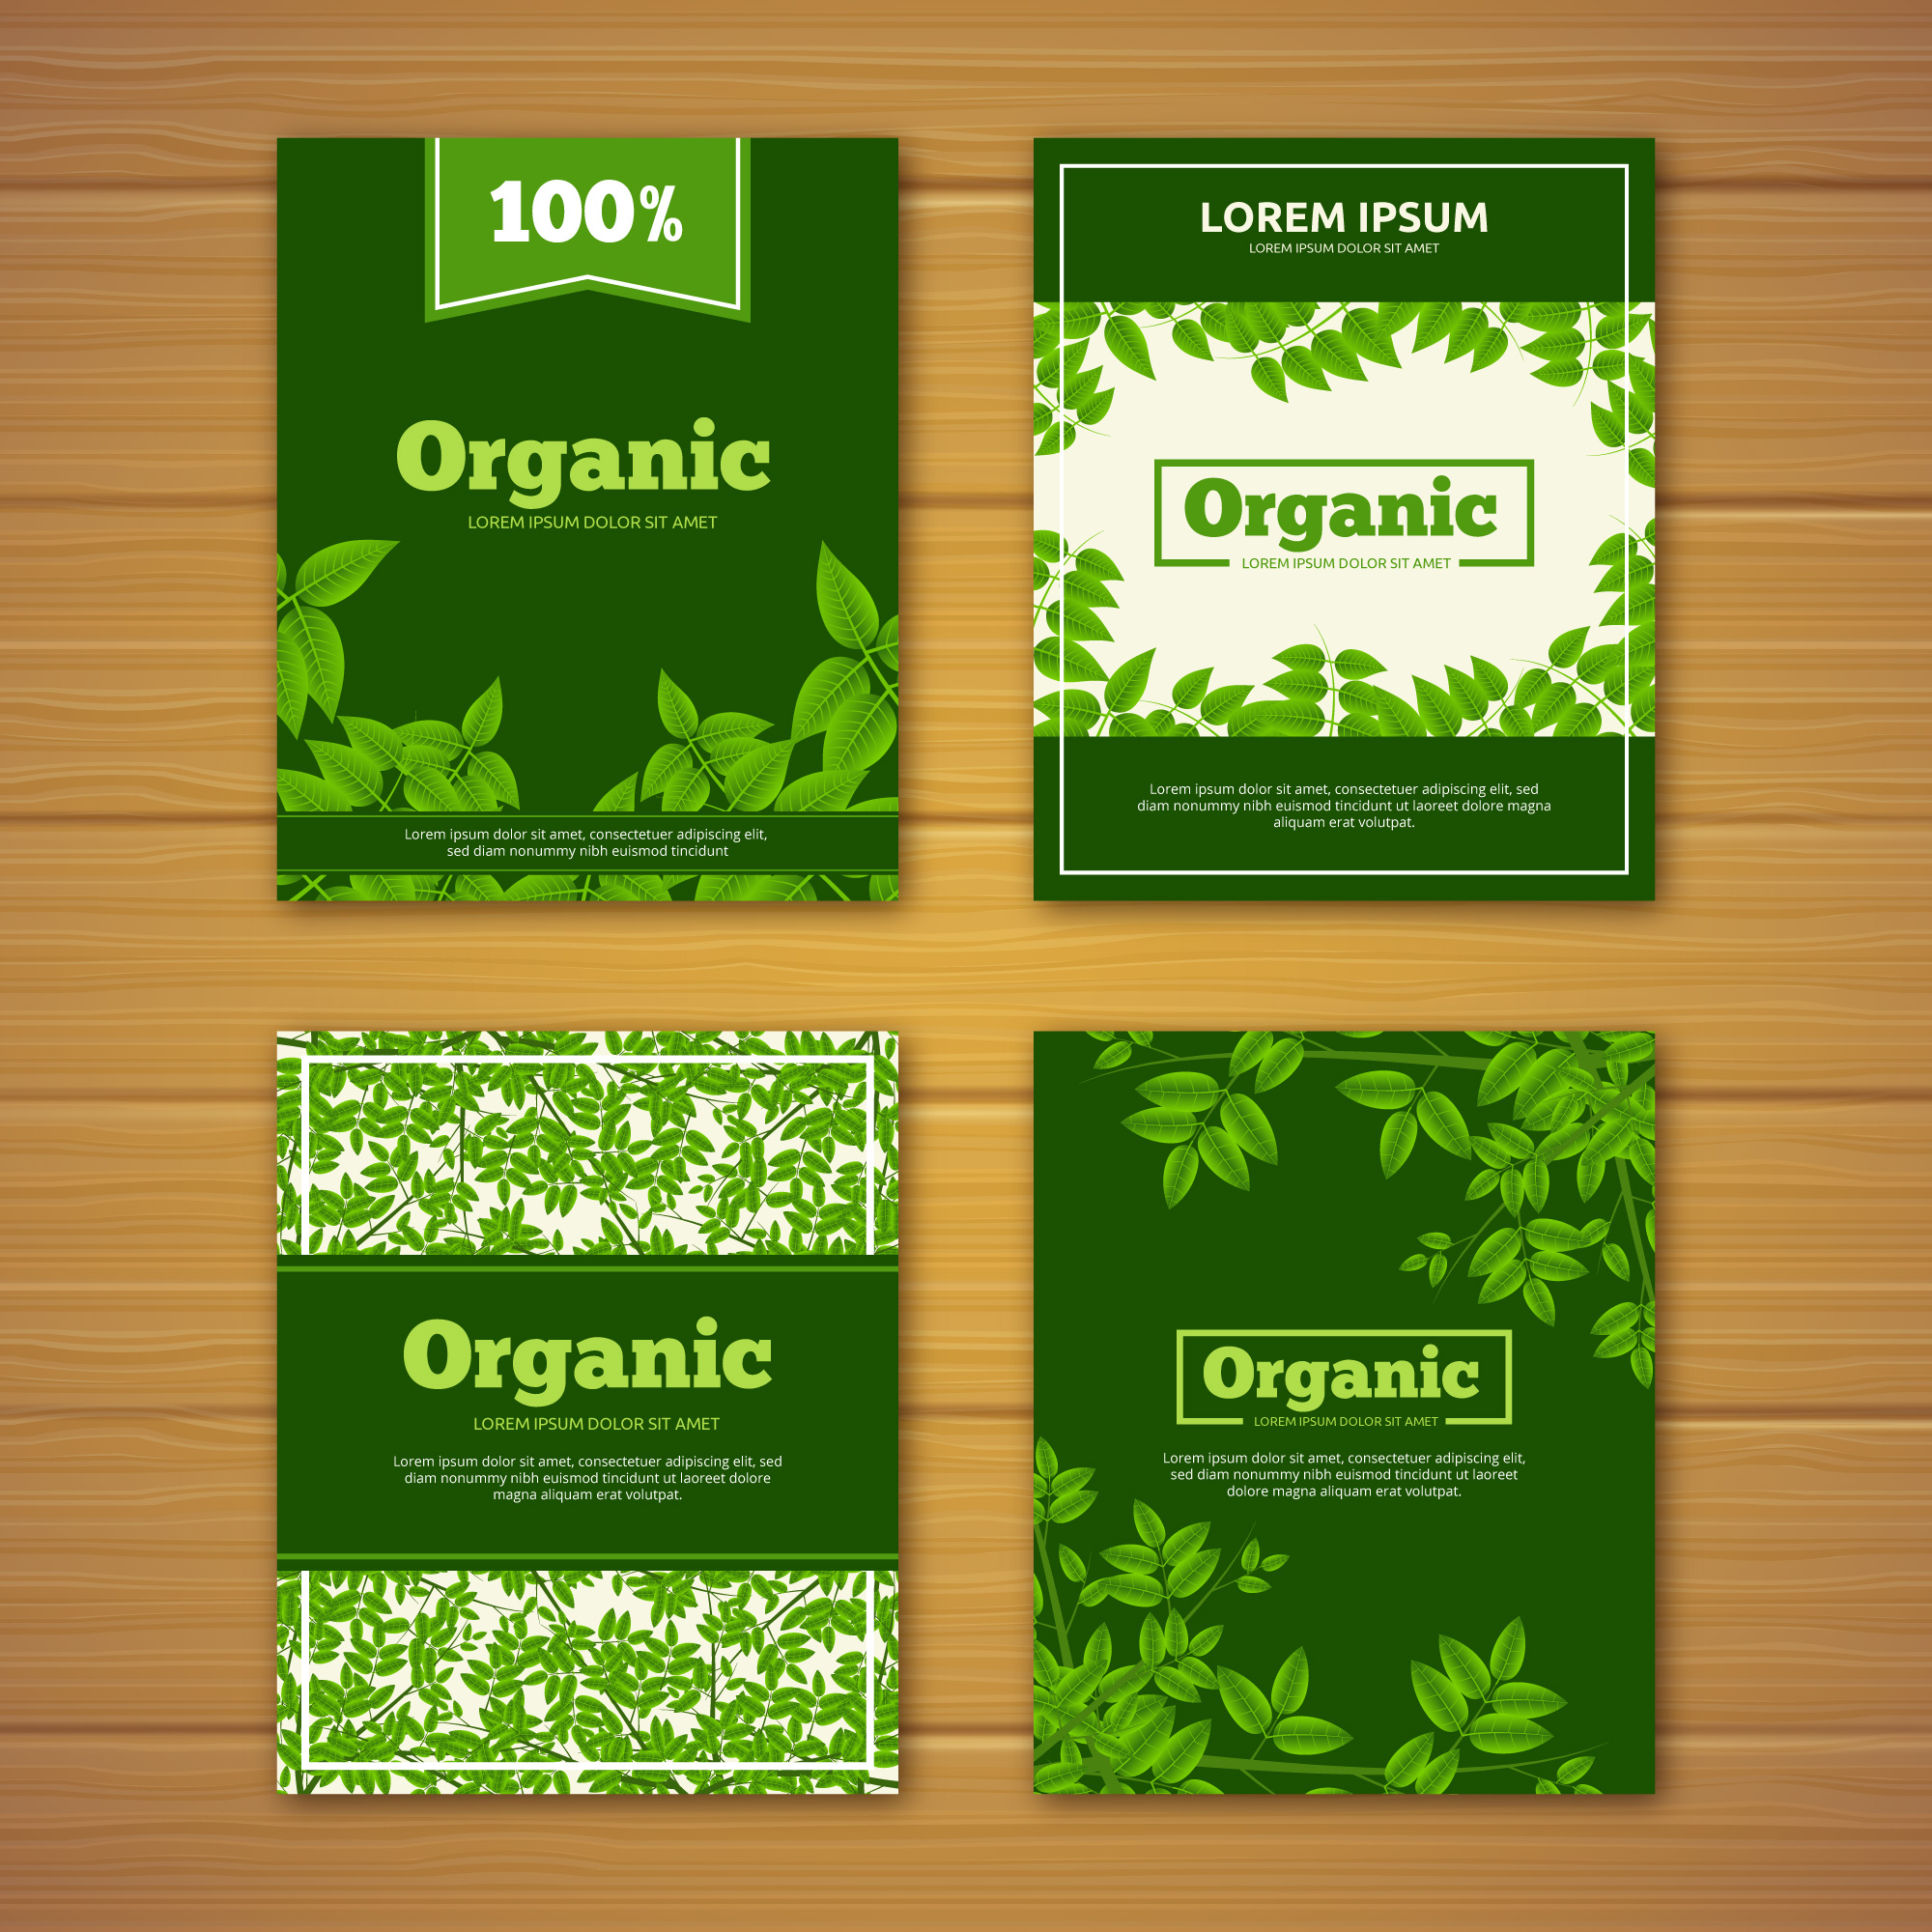 100%
Organic
LOREM IPSUM DOLOR SIT AMET
Lorem ipsum dolor sit amet, consectetuer adipiscing elit,
sed diam nonummy nibh euismod tincidunt
LOREM IPSUM
LOREM IPSUM DOLOR SIT AMET
Organic
LOREM IPSUM DOLOR SIT AMET
Lorem ipsum dolor sit amet, consectetuer adipiscing elit, sed
diam nonummy nibh euismod tincidunt ut laoreet dolore magna
aliquam erat volutpat.
Organic
LOREM IPSUM DOLOR SIT AMET
Lorem ipsum dolor sit amet, consectetuer adipiscing elit, sed
diam nonummy nibh euismod tincidunt ut laoreet dolore
magna aliquam erat volutpat.
Organic
LOREM IPSUM DOLOR SIT AMET
Lorem ipsum dolor sit amet, consectetuer adipiscing elit,
sed diam nonummy nibh euismod tincidunt ut laoreet
dolore magna aliquam erat volutpat.